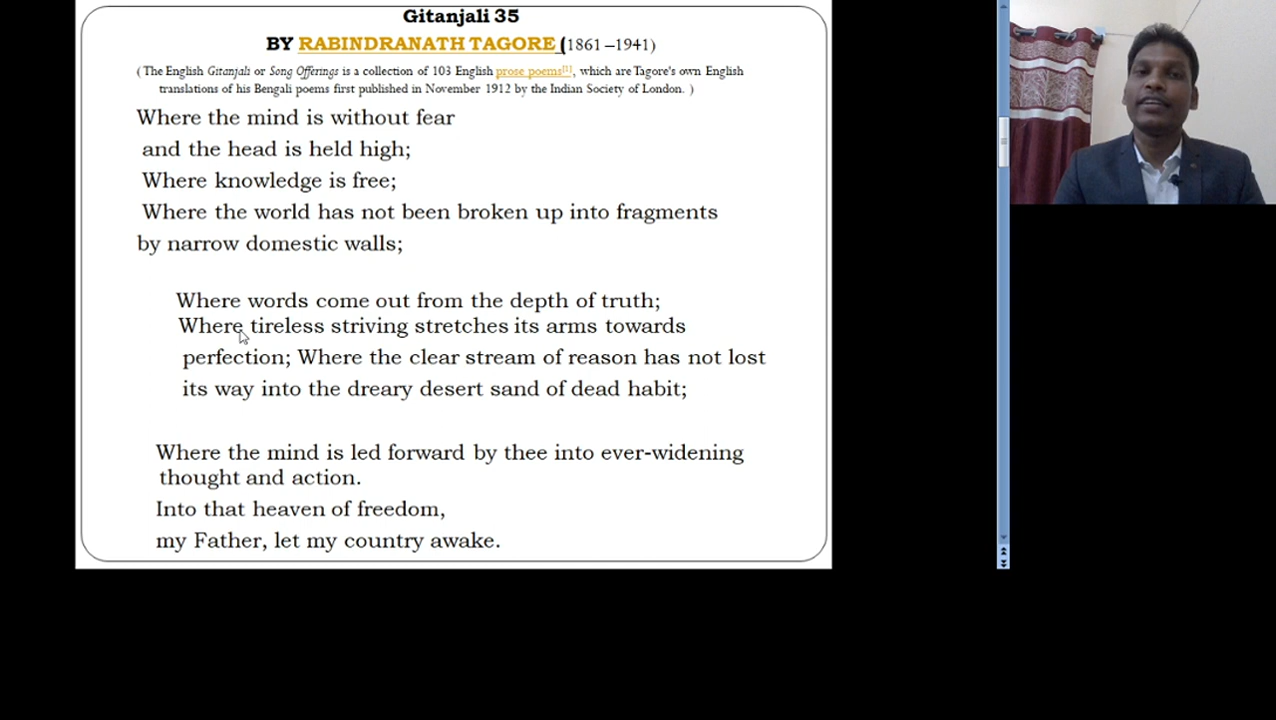 Gitanjali 35
BY RABINDRANATH TAGORE (1861–1941)
( The English Gitanjali or Song Offerings is a collection of 103 English prose poems[1], which are Tagore's own English
translations of his Bengali poems first published in November 1912 by the Indian Society of London. )
Where the mind is without fear
and the head is held high;
Where knowledge is free;
Where the world has not been broken up into fragments
by narrow domestic walls;
Where words come out from the depth of truth;
Where tireless striving stretches its arms towards
perfection; Where the clear stream of reason has not lost
its way into the dreary desert sand of dead habit;
Where the mind is led forward by thee into ever-widening
thought and action.
Into that heaven of freedom,
my Father, let my country awake.